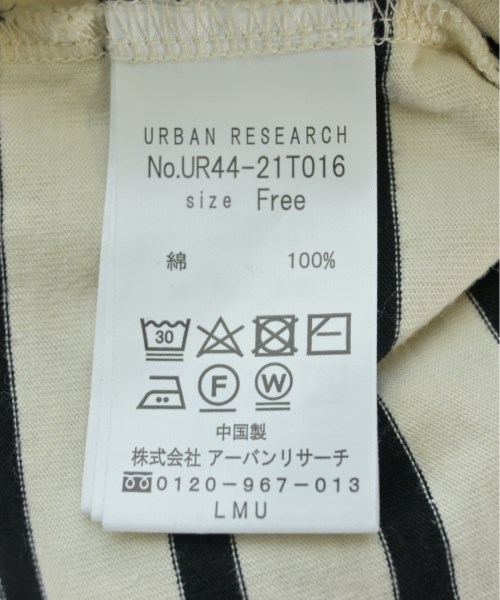 URBAN RESEARCH
No.UR44-21T016
size Free
綿 100%
30
F W
中国製
株式会社 アーバンリサーチ
0120-967-013
LMU